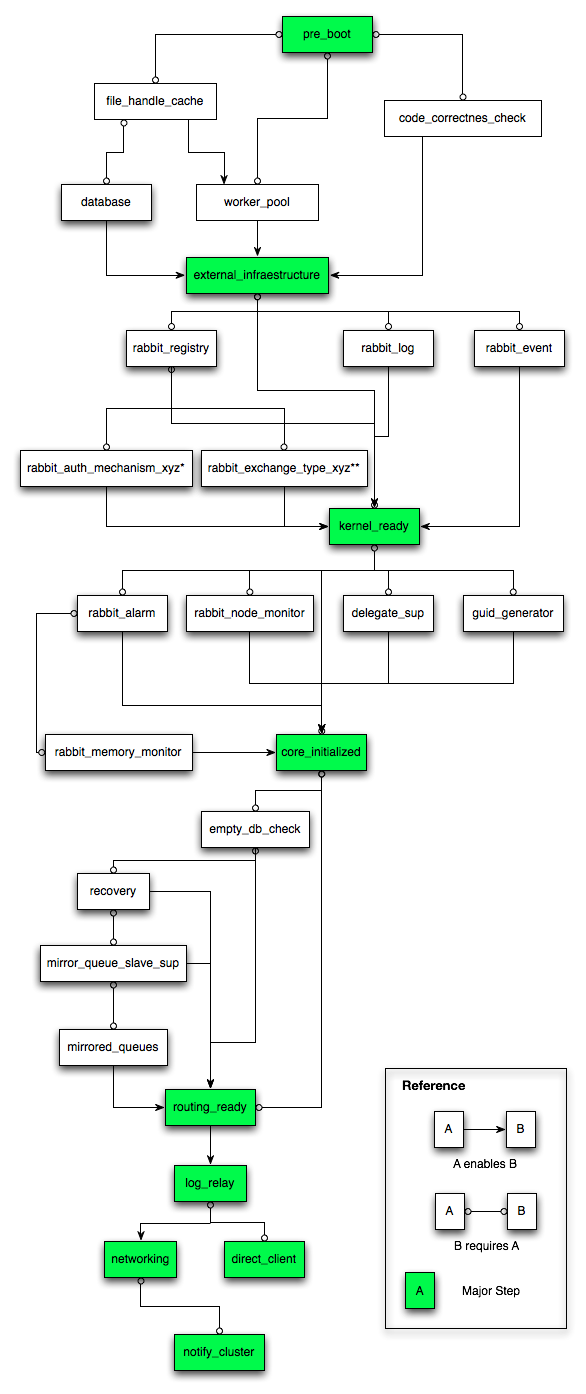 pre_boot
file_handle_cache
code_correctnes_check
database
worker_pool
external_infraestructure
rabbit_registry
rabbit_log
rabbit_event
rabbit_auth_mechanism_xyz*
rabbit_exchange_type_xyz**
kernel_ready
rabbit_alarm
rabbit_node_monitor
delegate_sup
guid_generator
rabbit_memory_monitor
core_initialized
empty_db_check
recovery
mirror_queue_slave_sup
mirrored_queues
routing_ready
log_relay
networking
direct_client
notify_cluster
Reference
A
B
A enables B
A
B
B requires A
A
Major Step